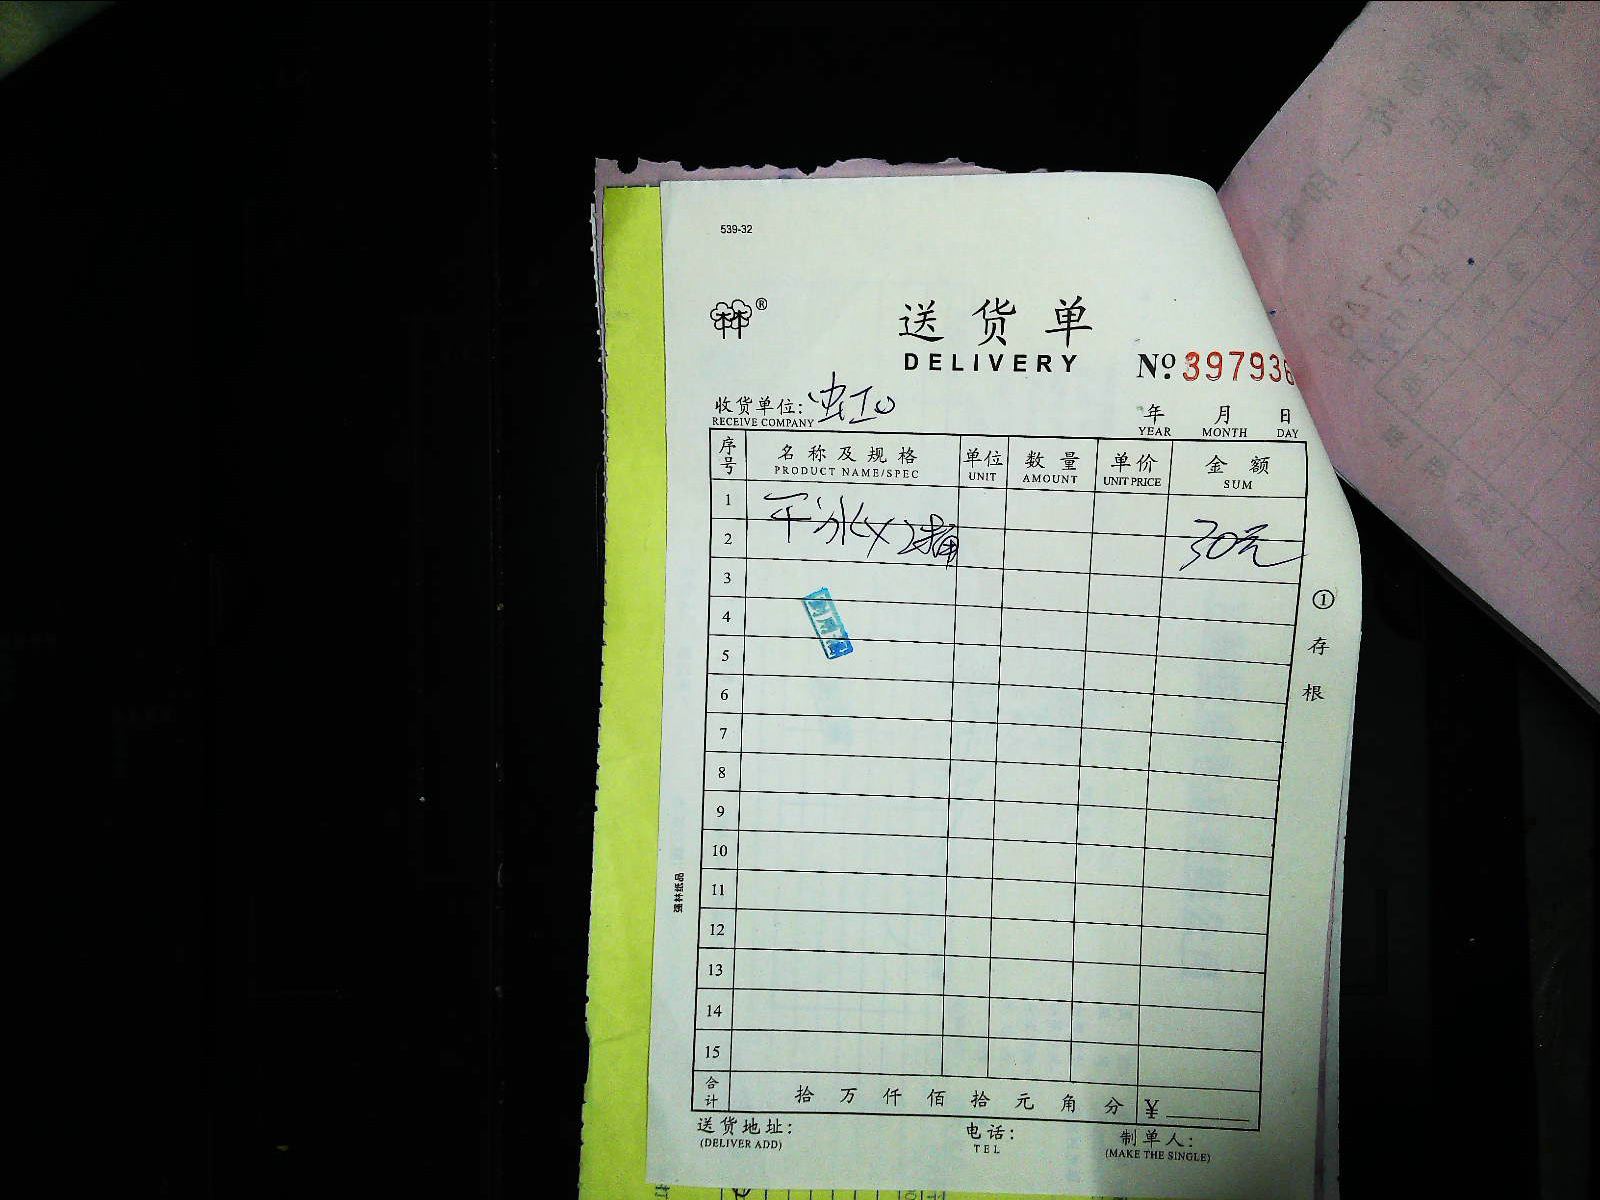 539-32
®
送货单
DELIVERY
№ 397936
收货单位:
RECEIVE COMPANY
年 月 日
YEAR MONTH DAY
序号 名称及规格 单位 数量 单价 金额
PRODUCT NAME/SPEC UNIT AMOUNT UNIT PRICE SUM
1
2 30元
3
4
5
6
7
8
9
10
11
12
13
14
15
合计 拾 万 仟 佰 拾 元 角 分 ¥
送货地址: 电话: 制单人:
(DELIVER ADD) TEL (MAKE THE SINGLE)
① 存根
强林纸品